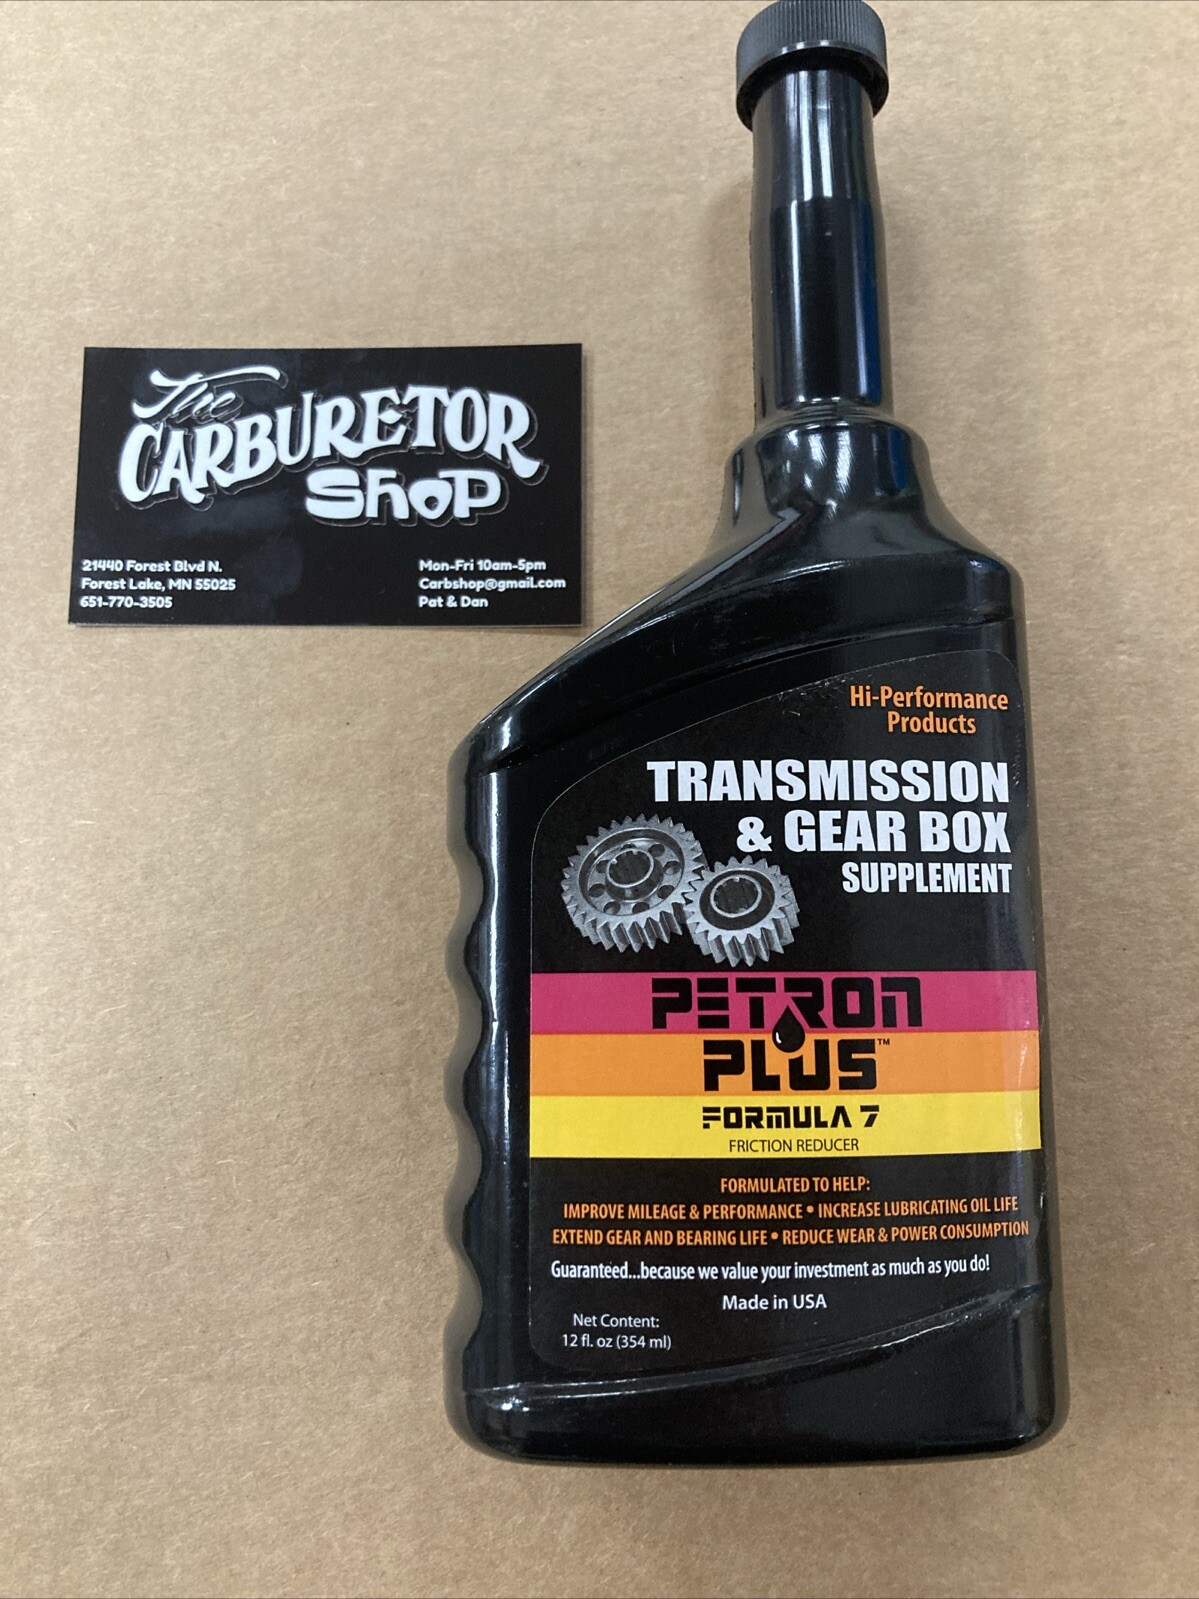 The
CARBURETOR
Shop
21440 Forest Blvd N.
Forest Lake, MN 55025
651-770-3505
Mon-Fri 10am-5pm
Carbshop@gmail.com
Pat & Dan
Hi-Performance
Products
TRANSMISSION
& GEAR BOX
SUPPLEMENT
PETRON
PLUS™
FORMULA 7
FRICTION REDUCER
FORMULATED TO HELP:
IMPROVE MILEAGE & PERFORMANCE • INCREASE LUBRICATING OIL LIFE
EXTEND GEAR AND BEARING LIFE • REDUCE WEAR & POWER CONSUMPTION
Guaranteed...because we value your investment as much as you do!
Made in USA
Net Content:
12 fl. oz (354 ml)